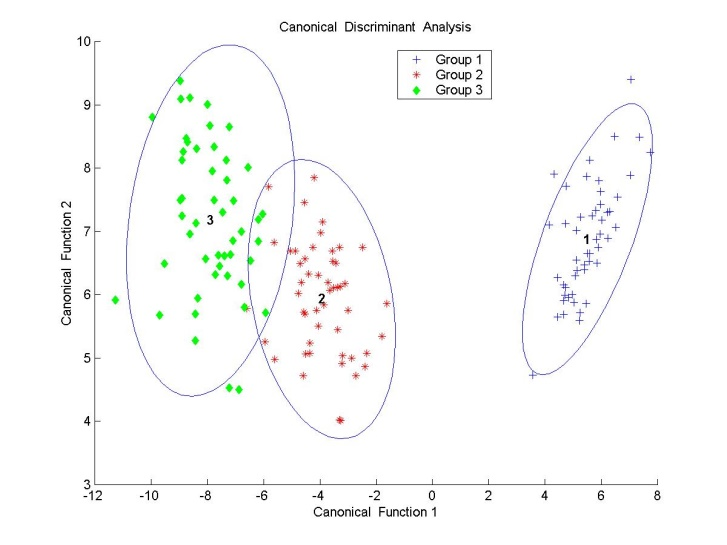 Canonical Discriminant Analysis
10
Group 1
Group 2
Group 3
9
8
7
6
5
4
3
3
1
2
Canonical Function 2
-12 -10 -8 -6 -4 -2 0 2 4 6 8
Canonical Function 1